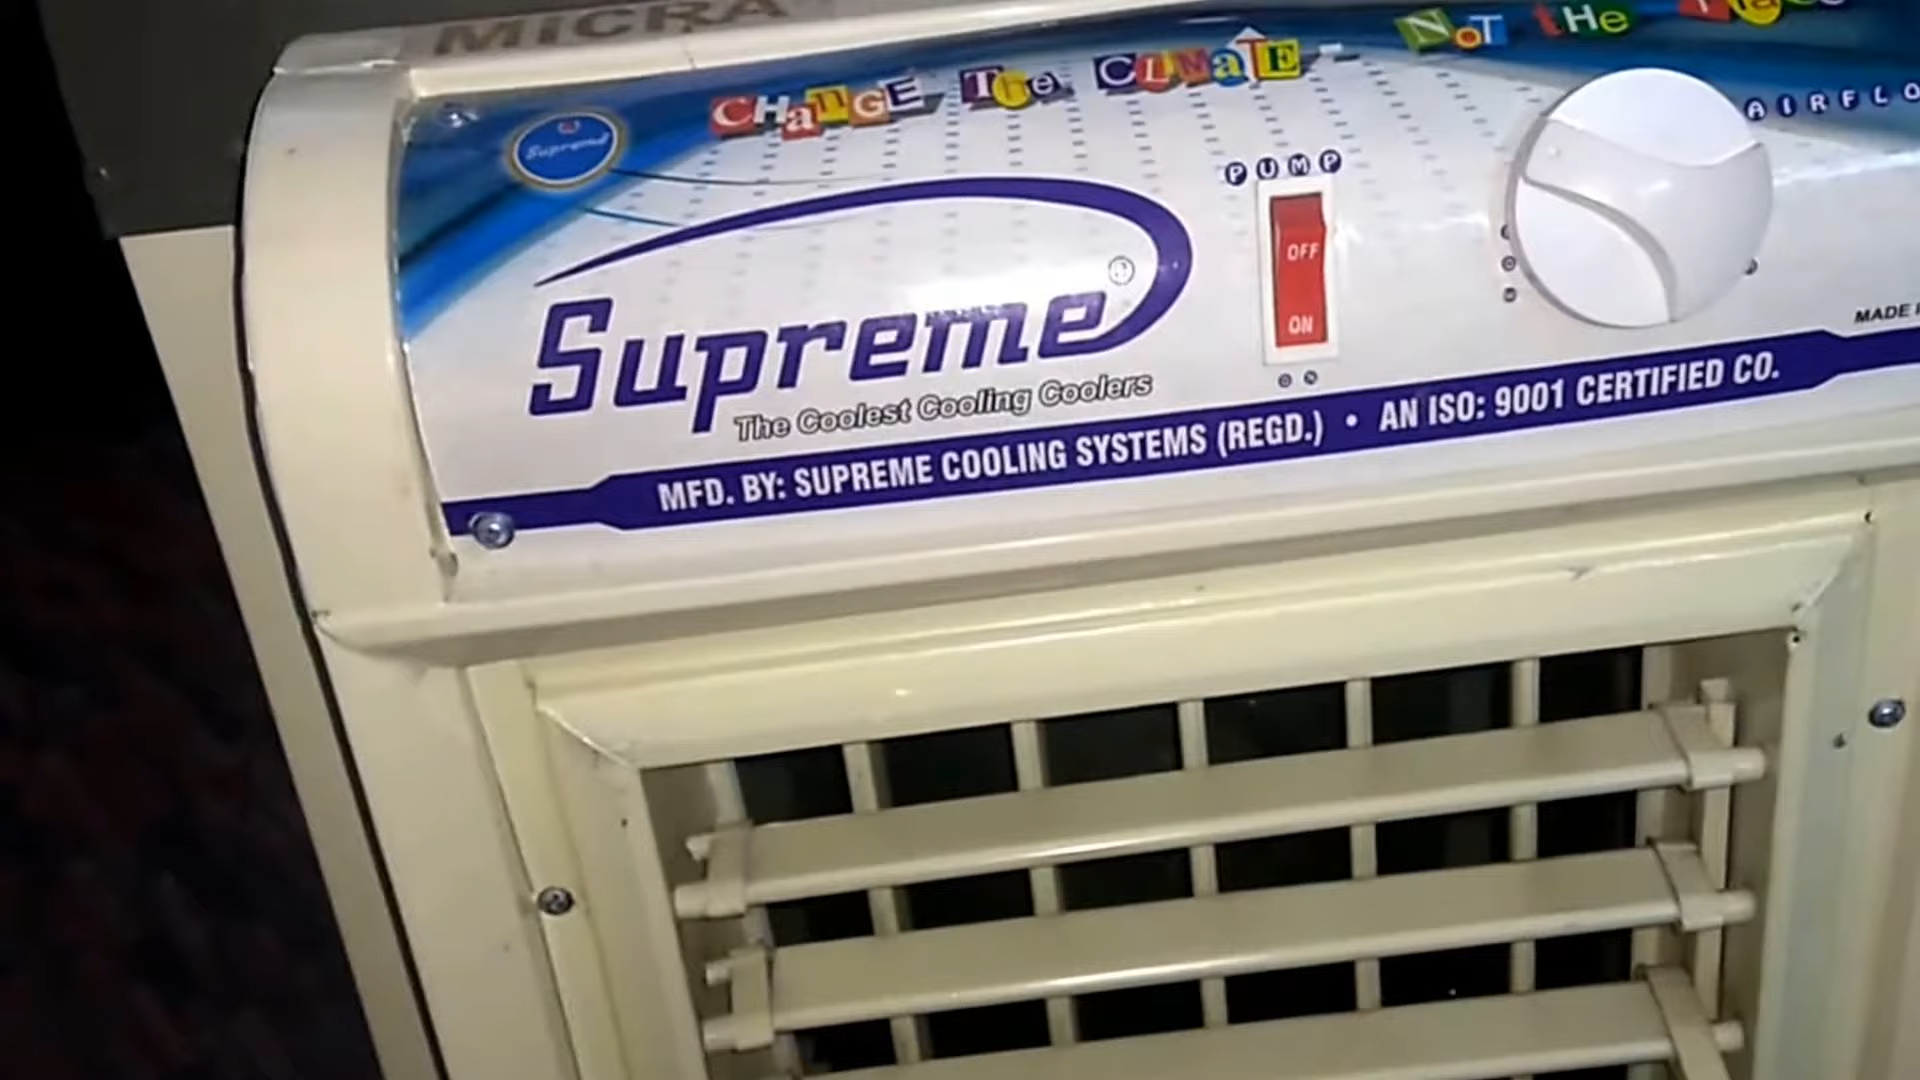 MICRA
CHanGE The CLiMaTE - NoT tHe
Supreme
PUMP
AIRFLO
OFF
ON
Supreme
The Coolest Cooling Coolers
MADE
MFD. BY: SUPREME COOLING SYSTEMS (REGD.) • AN ISO: 9001 CERTIFIED CO.